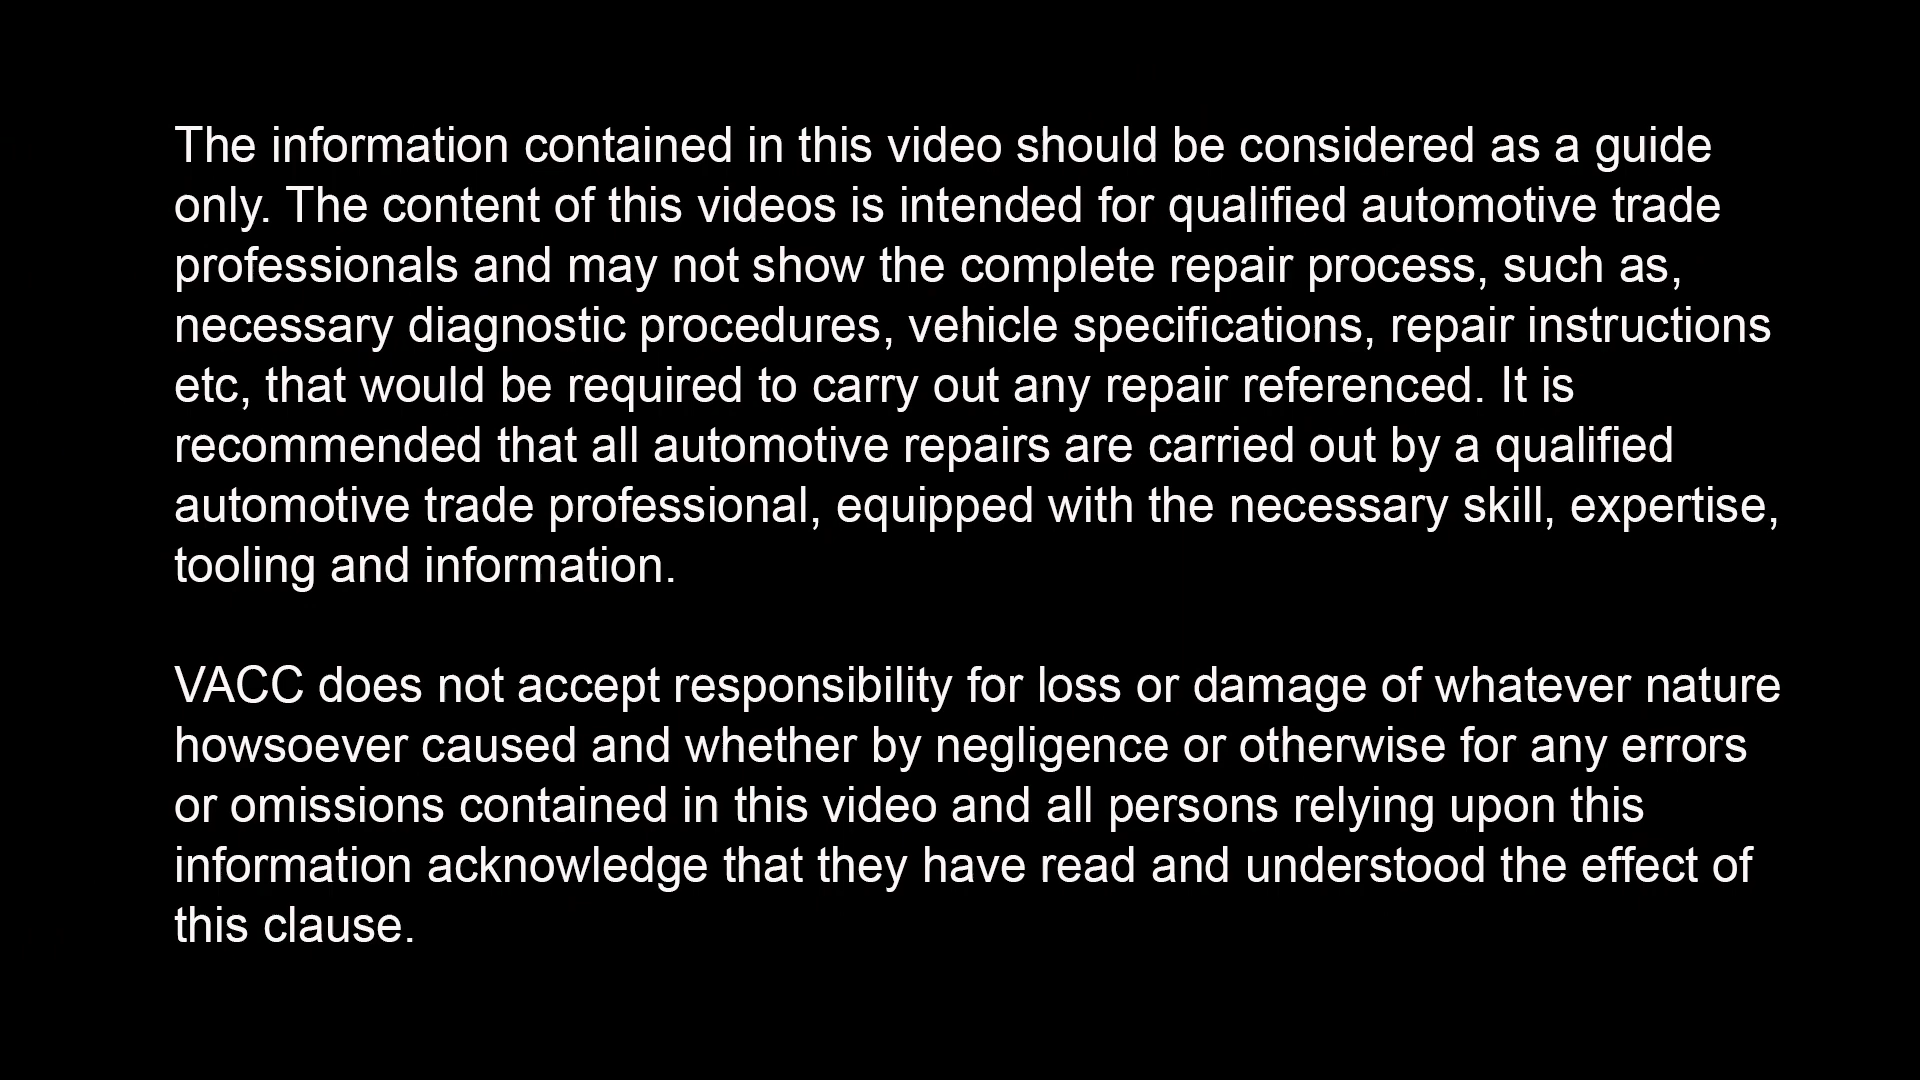 The information contained in this video should be considered as a guide
only. The content of this videos is intended for qualified automotive trade
professionals and may not show the complete repair process, such as,
necessary diagnostic procedures, vehicle specifications, repair instructions
etc, that would be required to carry out any repair referenced. It is
recommended that all automotive repairs are carried out by a qualified
automotive trade professional, equipped with the necessary skill, expertise,
tooling and information.
VACC does not accept responsibility for loss or damage of whatever nature
howsoever caused and whether by negligence or otherwise for any errors
or omissions contained in this video and all persons relying upon this
information acknowledge that they have read and understood the effect of
this clause.